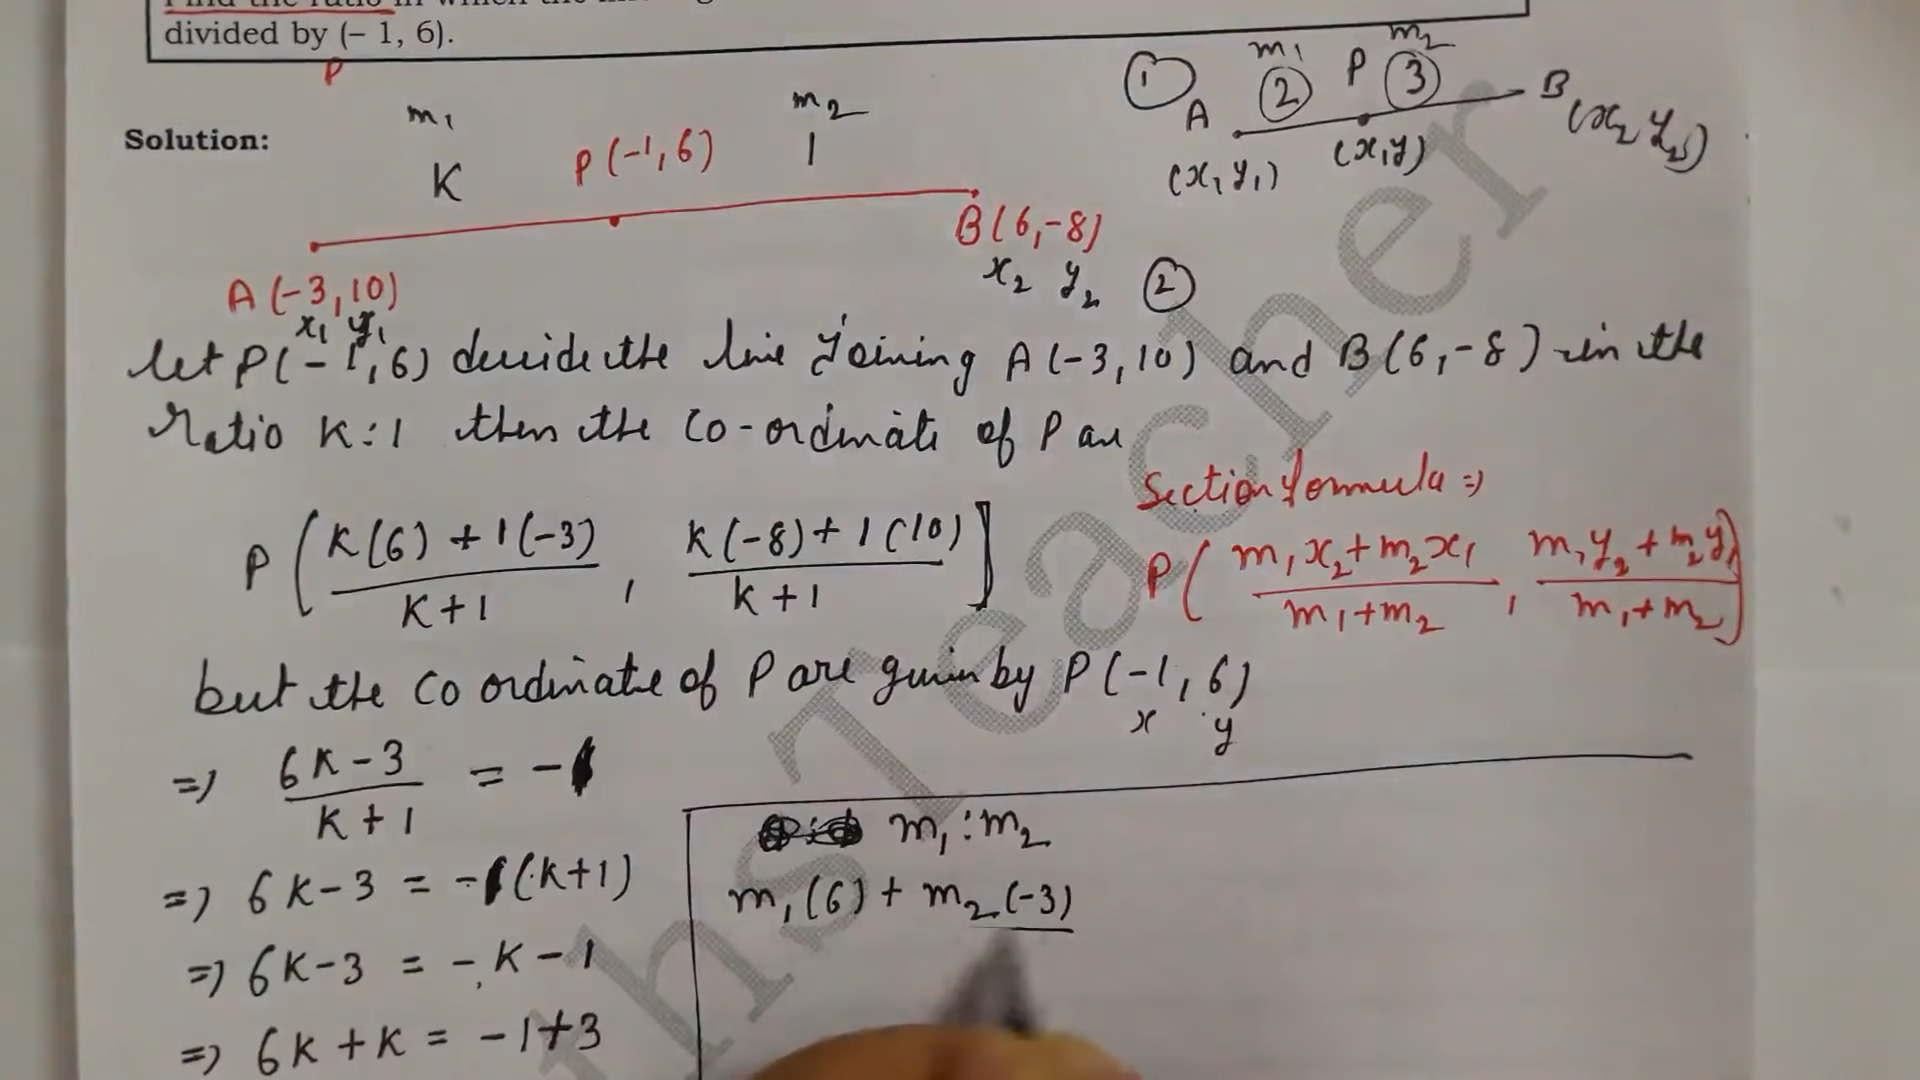 divided by (– 1, 6).
P
Solution:
m₁
K
P(-1,6)
m₂
1
A(-3,10)
x₁ y₁
B(6,-8)
x₂ y₂
①
A
m₁
②
P
m₂
③
B
(x₁ y₁)
(x,y)
(x₂ y₂)
②
let P(-1,6) devide the line joining A(-3,10) and B(6,-8) in the
ratio K:1 then the co-ordinate of P are
P ( K(6)+1(-3) / K+1 , K(-8)+1(10) / K+1 ]
Section formula ⇒
P ( m₁x₂+m₂x₁ / m₁+m₂ , m₁y₂+m₂y₁ / m₁+m₂ )
but the co ordinate of P are given by P(-1,6)
x y
⇒ 6K-3 / K+1 = -1
⇒ 6K-3 = -1(K+1)
⇒ 6K-3 = -K-1
⇒ 6K+K = -1+3
m₁:m₂
m₁(6)+m₂(-3)
hs Teacher